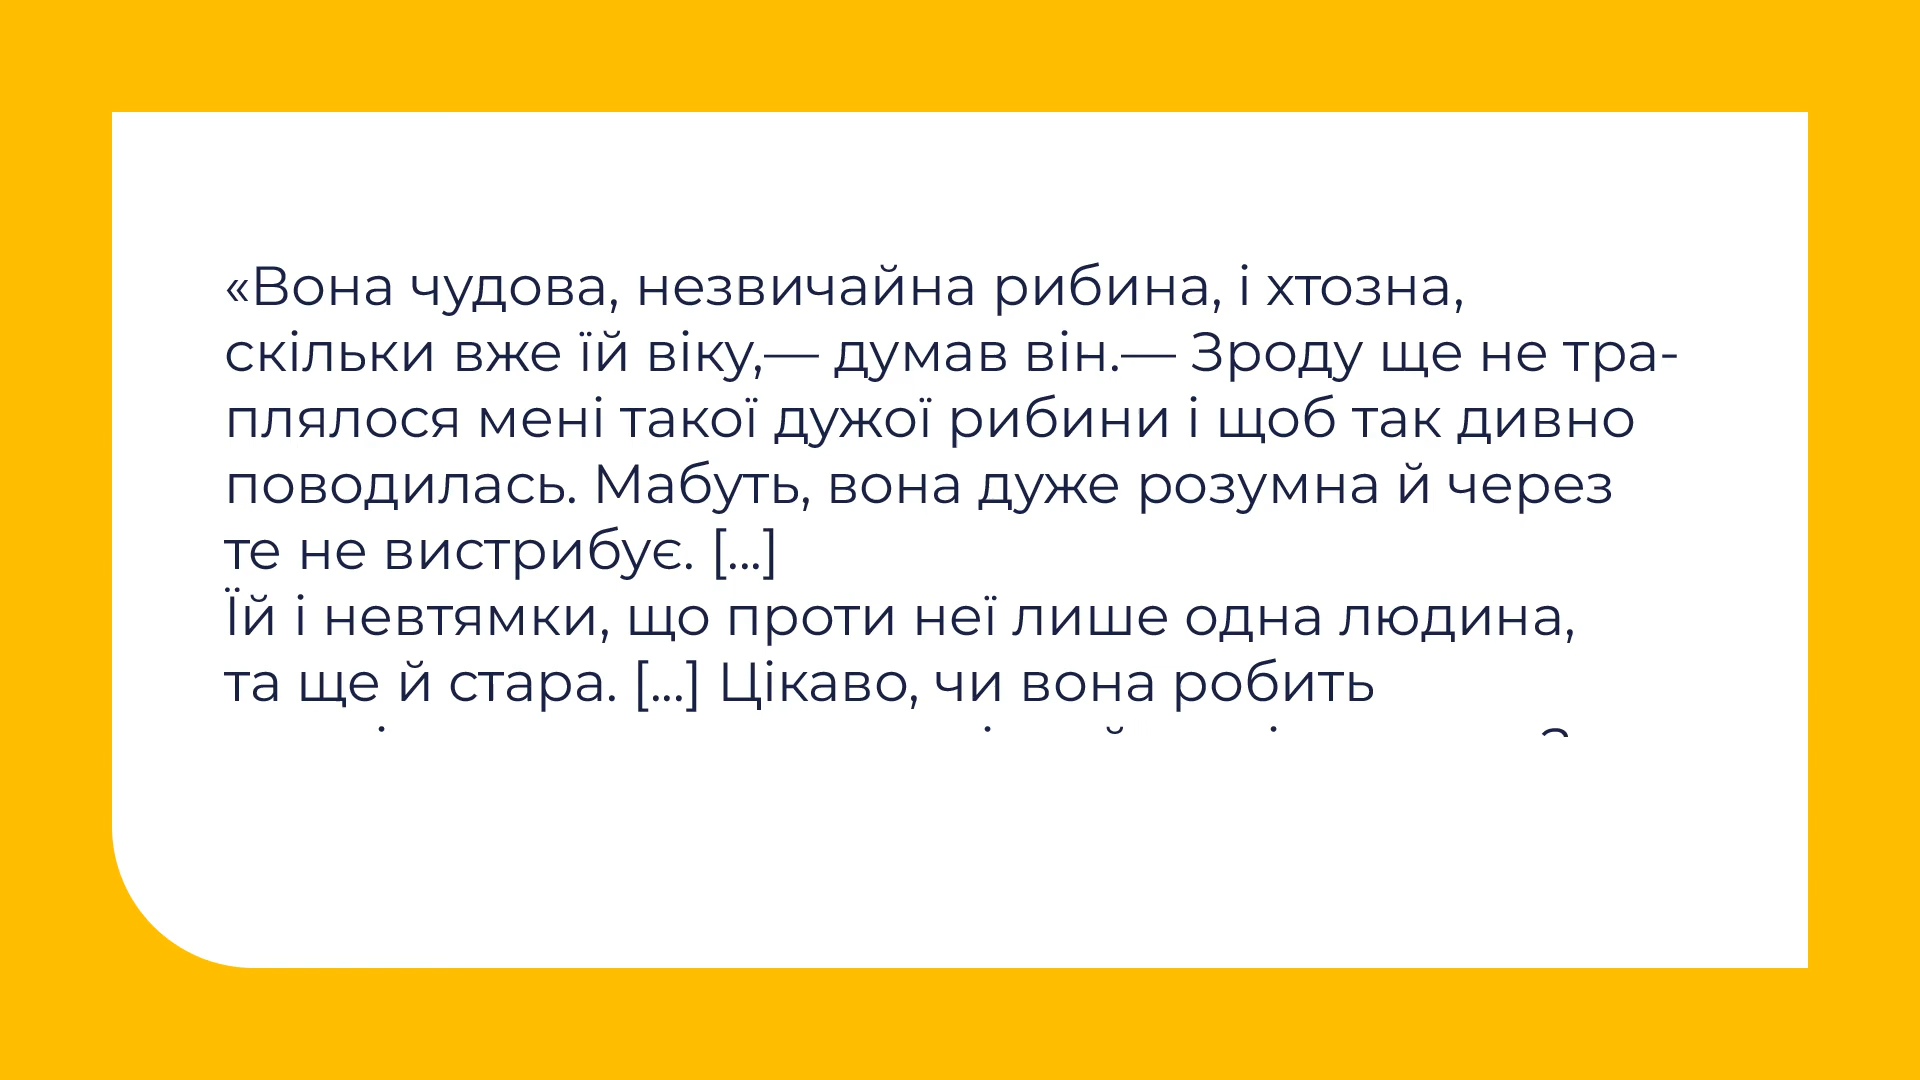 «Вона чудова, незвичайна рибина, і хтозна,
скільки вже їй віку,— думав він.— Зроду ще не тра-
плялося мені такої дужої рибини і щоб так дивно
поводилась. Мабуть, вона дуже розумна й через
те не вистрибує. [...]
Їй і невтямки, що проти неї лише одна людина,
та ще й стара. [...] Цікаво, чи вона робить